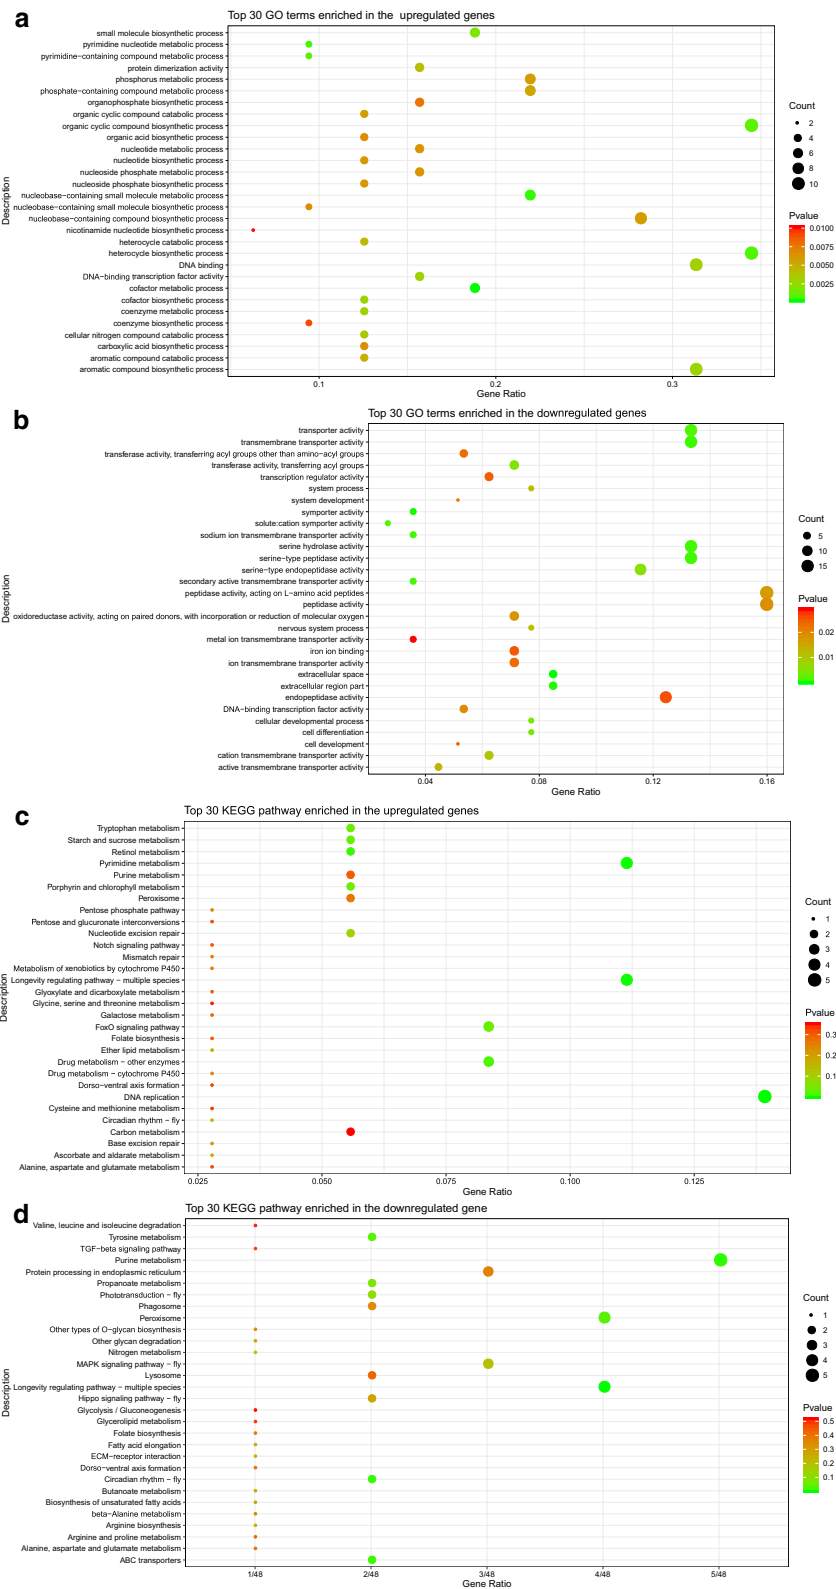 a
Top 30 GO terms enriched in the upregulated genes
small molecule biosynthetic process
pyrimidine nucleotide metabolic process
pyrimidine−containing compound metabolic process
protein dimerization activity
phosphorus metabolic process
phosphate−containing compound metabolic process
organophosphate biosynthetic process
organic cyclic compound catabolic process
organic cyclic compound biosynthetic process
organic acid biosynthetic process
nucleotide metabolic process
nucleotide biosynthetic process
nucleoside phosphate metabolic process
nucleoside phosphate biosynthetic process
nucleobase−containing small molecule metabolic process
nucleobase−containing small molecule biosynthetic process
nucleobase−containing compound biosynthetic process
nicotinamide nucleotide biosynthetic process
heterocycle catabolic process
heterocycle biosynthetic process
DNA binding
DNA−binding transcription factor activity
cofactor metabolic process
cofactor biosynthetic process
coenzyme metabolic process
coenzyme biosynthetic process
cellular nitrogen compound catabolic process
carboxylic acid biosynthetic process
aromatic compound catabolic process
aromatic compound biosynthetic process
Description
0.1 0.2 0.3
Gene Ratio
Count
2
4
6
8
10
Pvalue
0.0100
0.0075
0.0050
0.0025
b
Top 30 GO terms enriched in the downregulated genes
transporter activity
transmembrane transporter activity
transferase activity, transferring acyl groups other than amino−acyl groups
transferase activity, transferring acyl groups
transcription regulator activity
system process
system development
symporter activity
solute:cation symporter activity
sodium ion transmembrane transporter activity
serine hydrolase activity
serine−type peptidase activity
serine−type endopeptidase activity
secondary active transmembrane transporter activity
peptidase activity, acting on L−amino acid peptides
peptidase activity
oxidoreductase activity, acting on paired donors, with incorporation or reduction of molecular oxygen
nervous system process
metal ion transmembrane transporter activity
iron ion binding
ion transmembrane transporter activity
extracellular space
extracellular region part
endopeptidase activity
DNA−binding transcription factor activity
cellular developmental process
cell differentiation
cell development
cation transmembrane transporter activity
active transmembrane transporter activity
Description
0.04 0.08 0.12 0.16
Gene Ratio
Count
5
10
15
Pvalue
0.02
0.01
c
Top 30 KEGG pathway enriched in the upregulated genes
Tryptophan metabolism
Starch and sucrose metabolism
Retinol metabolism
Pyrimidine metabolism
Purine metabolism
Porphyrin and chlorophyll metabolism
Peroxisome
Pentose phosphate pathway
Pentose and glucuronate interconversions
Nucleotide excision repair
Notch signaling pathway
Mismatch repair
Metabolism of xenobiotics by cytochrome P450
Longevity regulating pathway − multiple species
Glyoxylate and dicarboxylate metabolism
Glycine, serine and threonine metabolism
Galactose metabolism
FoxO signaling pathway
Folate biosynthesis
Ether lipid metabolism
Drug metabolism − other enzymes
Drug metabolism − cytochrome P450
Dorso−ventral axis formation
DNA replication
Cysteine and methionine metabolism
Circadian rhythm − fly
Carbon metabolism
Base excision repair
Ascorbate and aldarate metabolism
Alanine, aspartate and glutamate metabolism
Description
0.025 0.050 0.075 0.100 0.125
Gene Ratio
Count
1
2
3
4
5
Pvalue
0.3
0.2
0.1
d
Top 30 KEGG pathway enriched in the downregulated gene
Valine, leucine and isoleucine degradation
Tyrosine metabolism
TGF−beta signaling pathway
Purine metabolism
Protein processing in endoplasmic reticulum
Propanoate metabolism
Phototransduction − fly
Phagosome
Peroxisome
Other types of O−glycan biosynthesis
Other glycan degradation
Nitrogen metabolism
MAPK signaling pathway − fly
Lysosome
Longevity regulating pathway − multiple species
Hippo signaling pathway − fly
Glycolysis / Gluconeogenesis
Glycerolipid metabolism
Folate biosynthesis
Fatty acid elongation
ECM−receptor interaction
Dorso−ventral axis formation
Circadian rhythm − fly
Butanoate metabolism
Biosynthesis of unsaturated fatty acids
beta−Alanine metabolism
Arginine biosynthesis
Arginine and proline metabolism
Alanine, aspartate and glutamate metabolism
ABC transporters
Description
1/48 2/48 3/48 4/48 5/48
Gene Ratio
Count
1
2
3
4
5
Pvalue
0.5
0.4
0.3
0.2
0.1